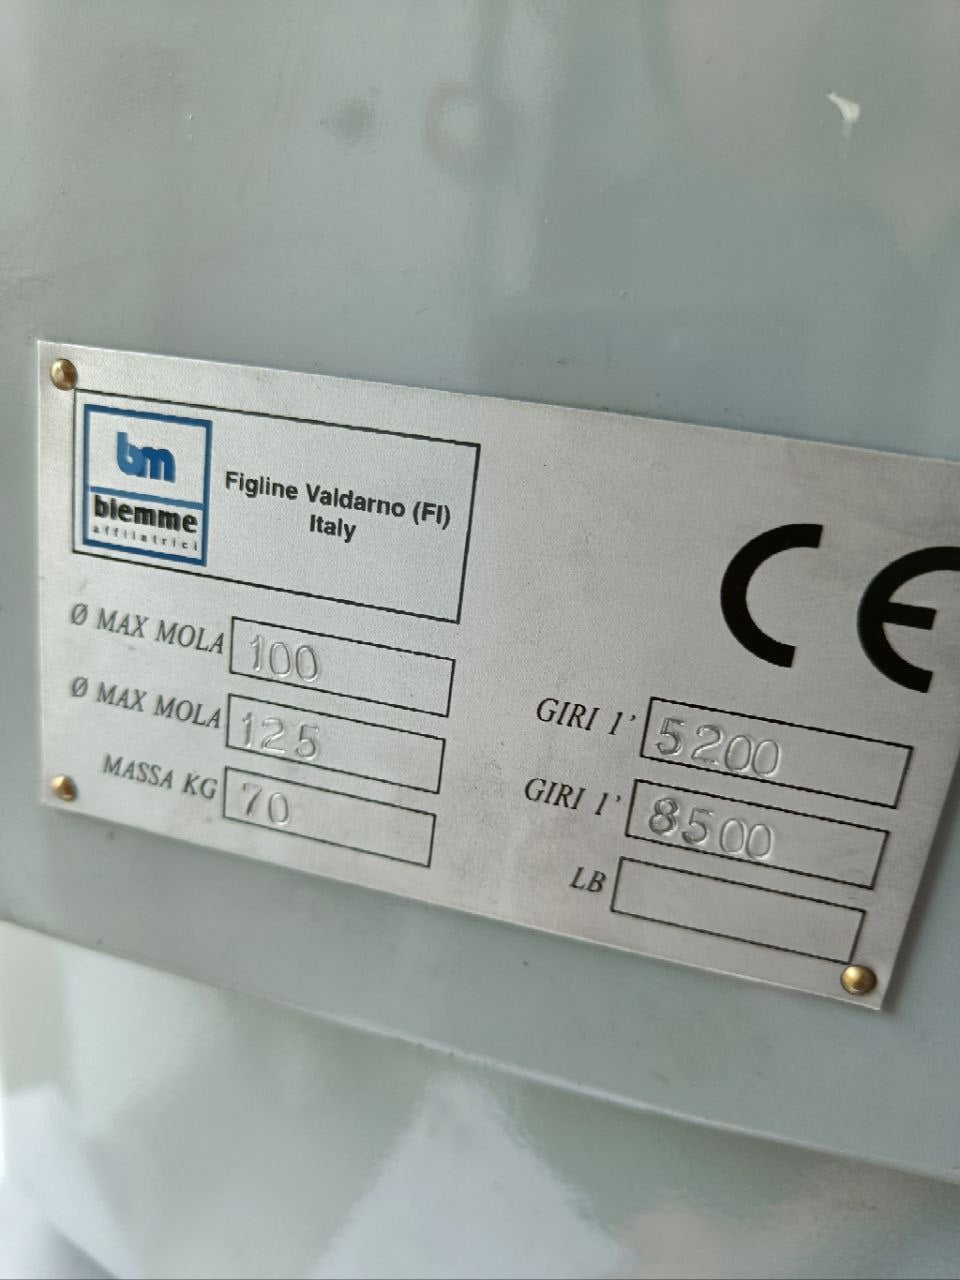 bm
biemme
affilatrici
Figline Valdarno (FI)
Italy
CE
Ø MAX MOLA 100
GIRI 1' 5200
Ø MAX MOLA 125
GIRI 1' 8500
MASSA KG 70
LB